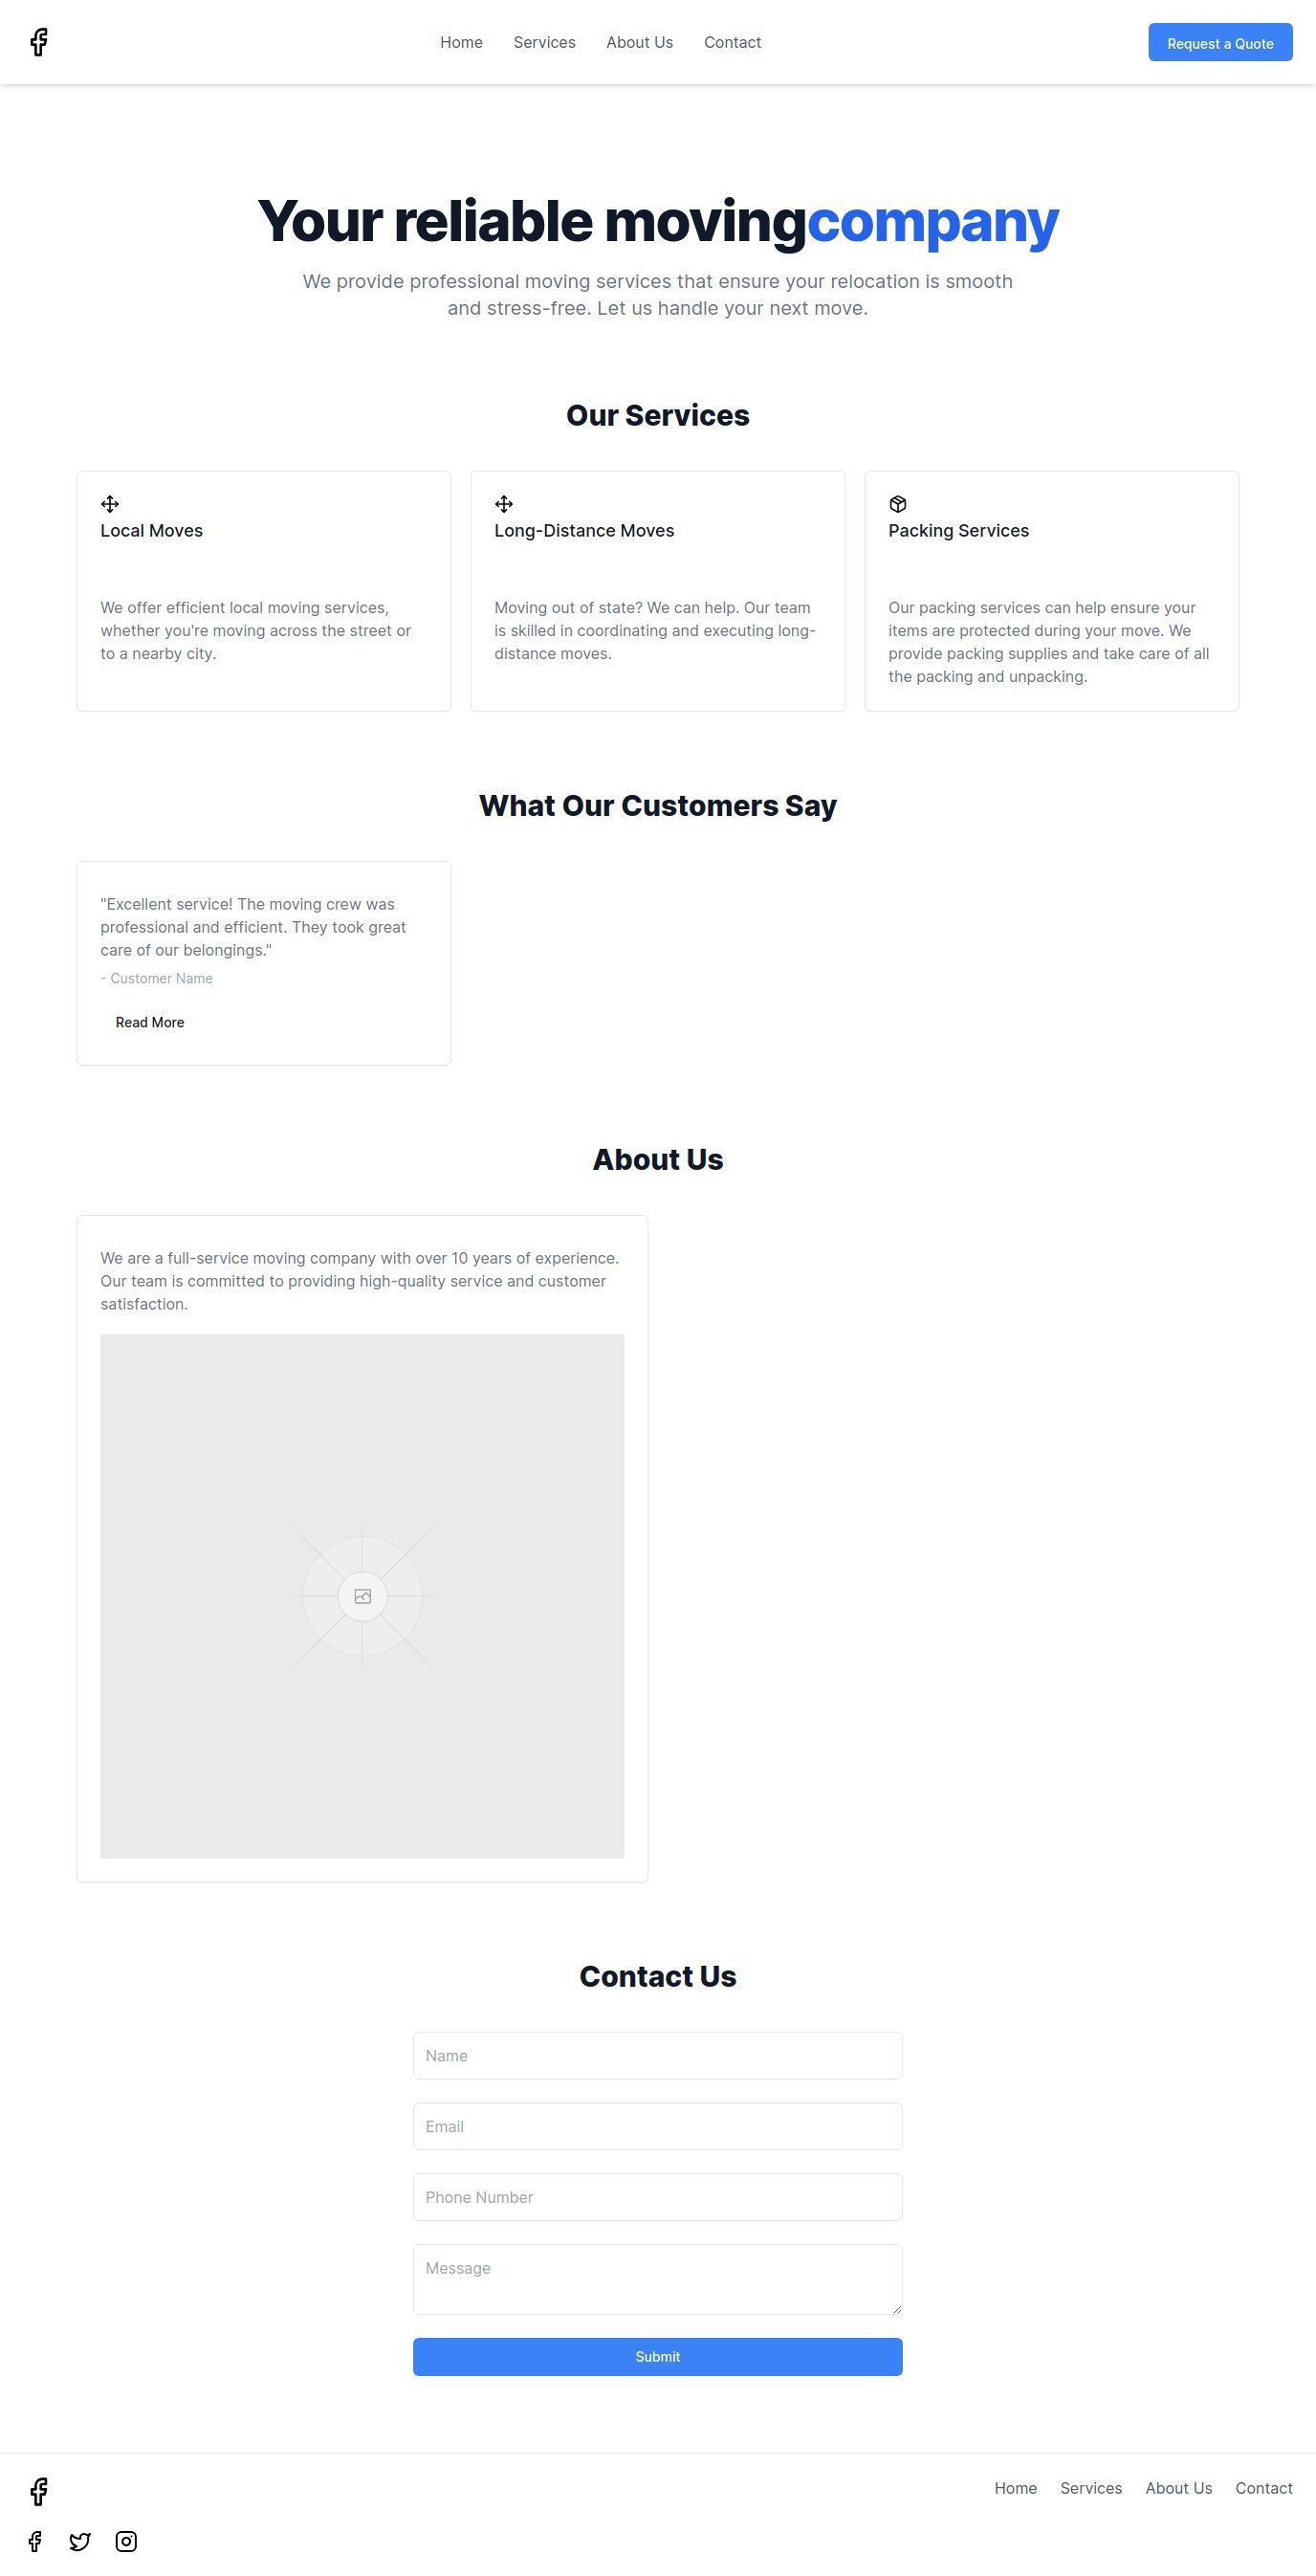 Home Services About Us Contact Request a Quote
Your reliable movingcompany
We provide professional moving services that ensure your relocation is smooth
and stress-free. Let us handle your next move.
Our Services
Local Moves
We offer efficient local moving services,
whether you're moving across the street or
to a nearby city.
Long-Distance Moves
Moving out of state? We can help. Our team
is skilled in coordinating and executing long-
distance moves.
Packing Services
Our packing services can help ensure your
items are protected during your move. We
provide packing supplies and take care of all
the packing and unpacking.
What Our Customers Say
"Excellent service! The moving crew was
professional and efficient. They took great
care of our belongings."
- Customer Name
Read More
About Us
We are a full-service moving company with over 10 years of experience.
Our team is committed to providing high-quality service and customer
satisfaction.
Contact Us
Name
Email
Phone Number
Message
Submit
Home Services About Us Contact